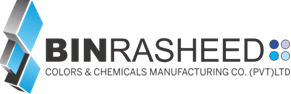 BINRASHEED
COLORS & CHEMICALS MANUFACTURING CO. (PVT)LTD